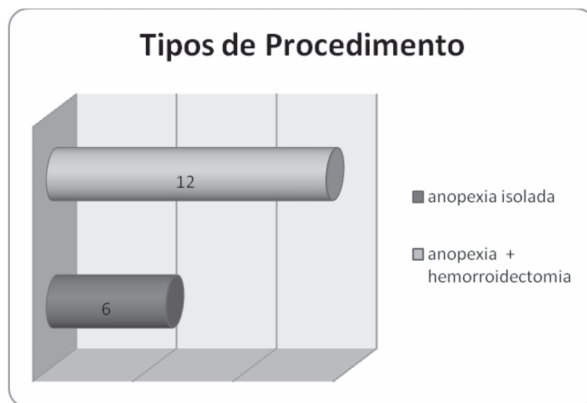 Tipos de Procedimento
12
6
anopexia isolada
anopexia +
hemorroidectomia